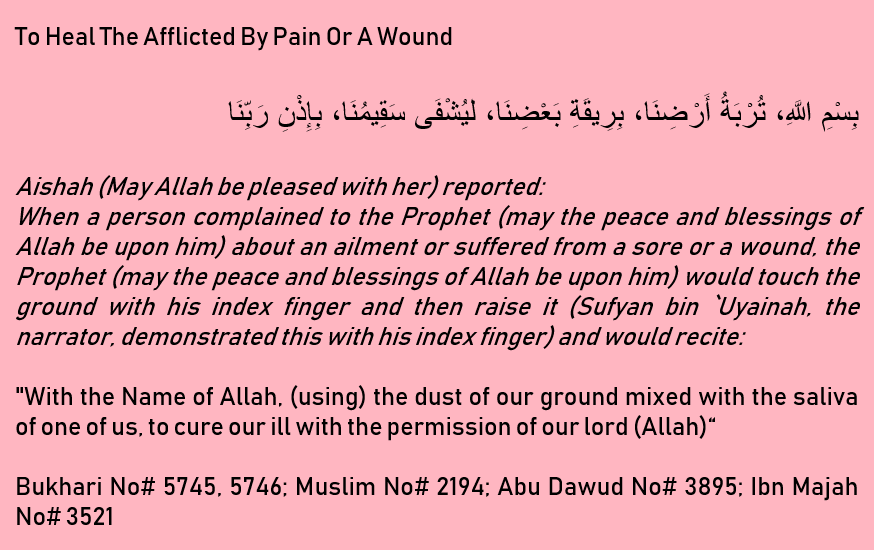 To Heal The Afflicted By Pain Or A Wound
بِسْمِ اللَّهِ، تُرْبَةُ أَرْضِنَا، بِرِيقَةِ بَعْضِنَا، لِيُشْفَى سَقِيمُنَا، بِإِذْنِ رَبِّنَا
Aishah (May Allah be pleased with her) reported:
When a person complained to the Prophet (may the peace and blessings of
Allah be upon him) about an ailment or suffered from a sore or a wound, the
Prophet (may the peace and blessings of Allah be upon him) would touch the
ground with his index finger and then raise it (Sufyan bin `Uyainah, the
narrator, demonstrated this with his index finger) and would recite:
"With the Name of Allah, (using) the dust of our ground mixed with the saliva
of one of us, to cure our ill with the permission of our lord (Allah)“
Bukhari No# 5745, 5746; Muslim No# 2194; Abu Dawud No# 3895; Ibn Majah
No# 3521